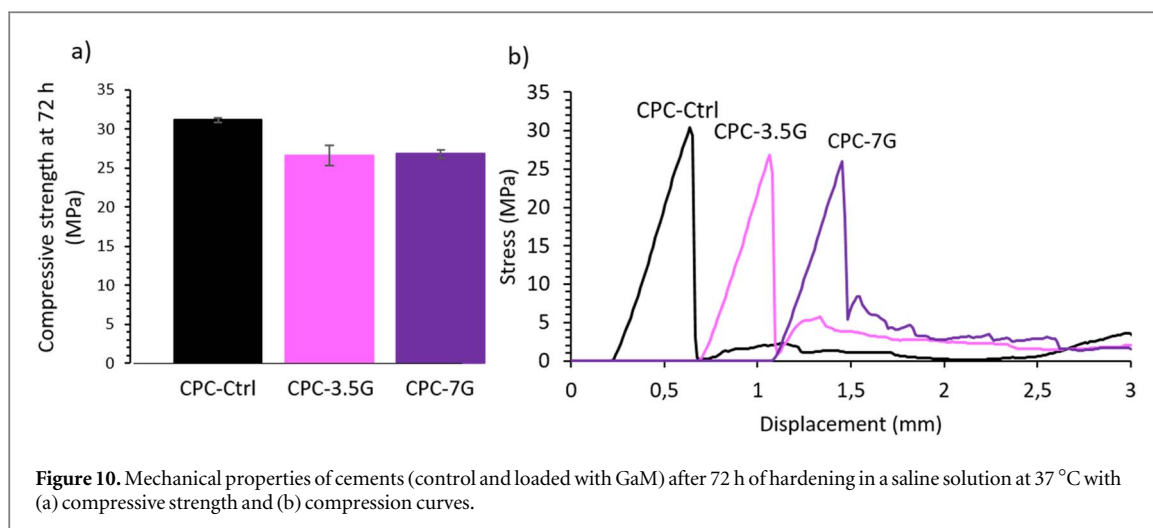 a)
Compressive strength at 72 h
(MPa)
35
30
25
20
15
10
5
0
CPC-Ctrl CPC-3.5G CPC-7G
b)
Stress (MPa)
35
30
25
20
15
10
5
0
CPC-Ctrl
CPC-3.5G
CPC-7G
0 0,5 1 1,5 2 2,5 3
Displacement (mm)
Figure 10. Mechanical properties of cements (control and loaded with GaM) after 72 h of hardening in a saline solution at 37 °C with
(a) compressive strength and (b) compression curves.